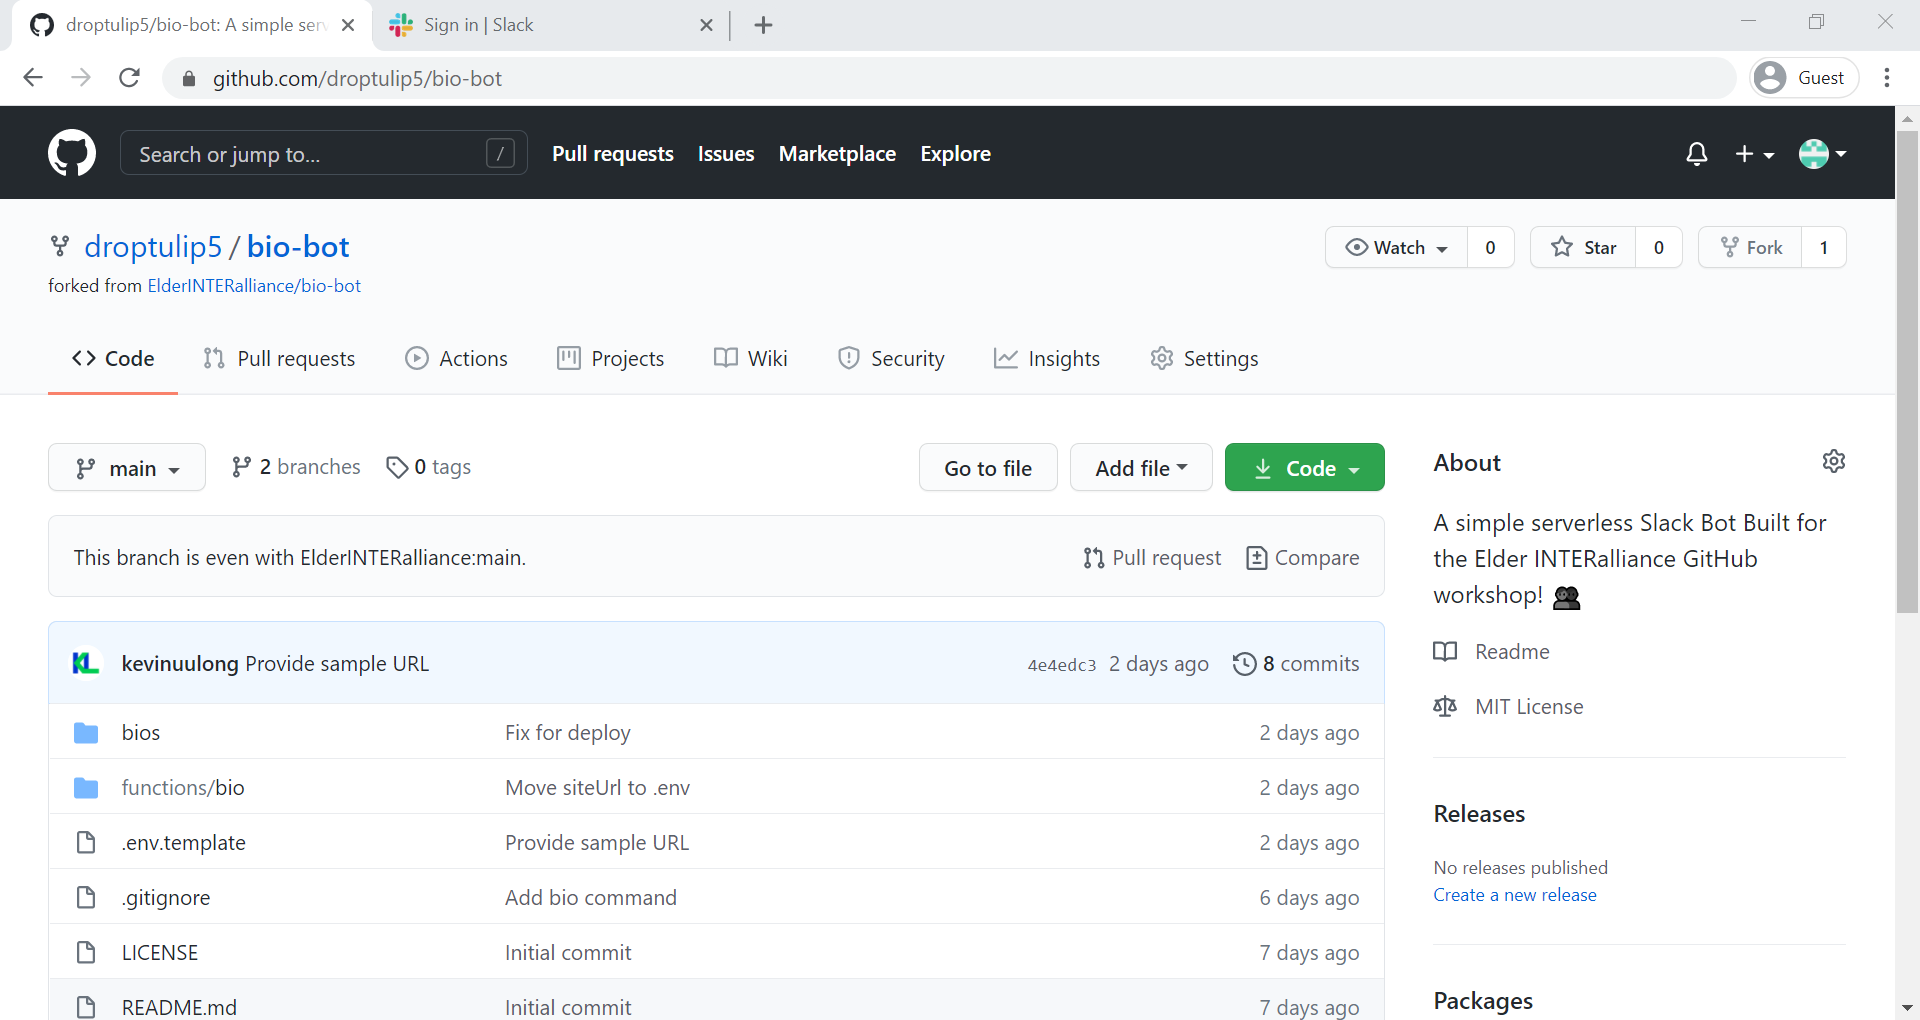 droptulip5/bio-bot: A simple serv
Sign in | Slack
github.com/droptulip5/bio-bot
Guest
Search or jump to...
/
Pull requests
Issues
Marketplace
Explore
droptulip5 / bio-bot
forked from ElderINTERalliance/bio-bot
Watch
0
Star
0
Fork
1
Code
Pull requests
Actions
Projects
Wiki
Security
Insights
Settings
main
2 branches
0 tags
Go to file
Add file
Code
This branch is even with ElderINTERalliance:main.
Pull request
Compare
KL
kevinuulong Provide sample URL
4e4edc3 2 days ago
8 commits
bios
Fix for deploy
2 days ago
functions/bio
Move siteUrl to .env
2 days ago
.env.template
Provide sample URL
2 days ago
.gitignore
Add bio command
6 days ago
LICENSE
Initial commit
7 days ago
README.md
Initial commit
7 days ago
About
A simple serverless Slack Bot Built for
the Elder INTERalliance GitHub
workshop! 👥
Readme
MIT License
Releases
No releases published
Create a new release
Packages